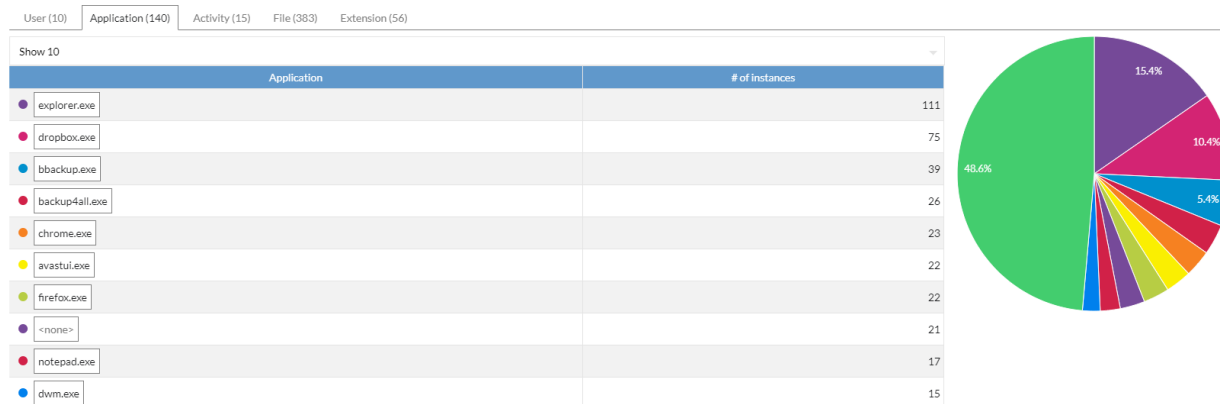 User (10) Application (140) Activity (15) File (383) Extension (56)
Show 10
Application # of instances
explorer.exe 111
dropbox.exe 75
bbackup.exe 39
backup4all.exe 26
chrome.exe 23
avastui.exe 22
firefox.exe 22
<none> 21
notepad.exe 17
dwm.exe 15
15.4%
10.4%
48.6%
5.4%